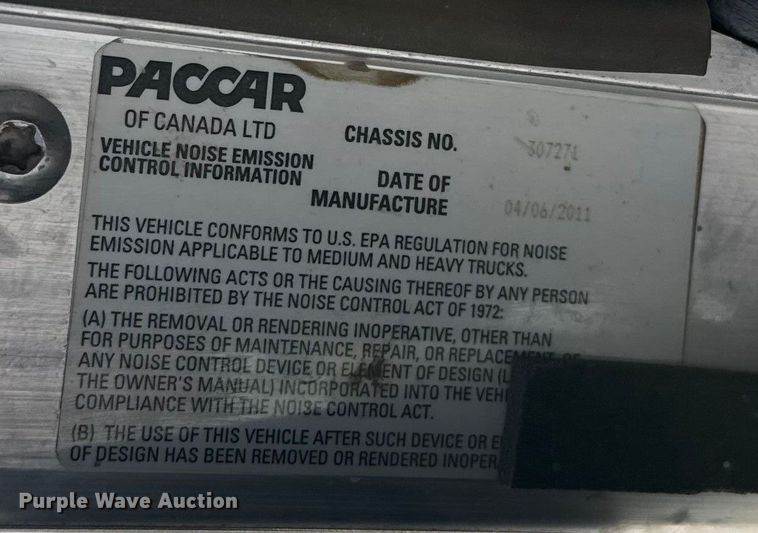 PACCAR
OF CANADA LTD
VEHICLE NOISE EMISSION
CONTROL INFORMATION
CHASSIS NO. 307271
DATE OF
MANUFACTURE 04/06/2011
THIS VEHICLE CONFORMS TO U.S. EPA REGULATION FOR NOISE
EMISSION APPLICABLE TO MEDIUM AND HEAVY TRUCKS.
THE FOLLOWING ACTS OR THE CAUSING THEREOF BY ANY PERSON
ARE PROHIBITED BY THE NOISE CONTROL ACT OF 1972:
(A) THE REMOVAL OR RENDERING INOPERATIVE, OTHER THAN
FOR PURPOSES OF MAINTENANCE, REPAIR, OR REPLACEMENT, OF
ANY NOISE CONTROL DEVICE OR ELEMENT OF DESIGN (L
THE OWNER'S MANUAL) INCORPORATED INTO THE VEHI
COMPLIANCE WITH THE NOISE CONTROL ACT.
(B) THE USE OF THIS VEHICLE AFTER SUCH DEVICE OR E
OF DESIGN HAS BEEN REMOVED OR RENDERED INOPER
Purple Wave Auction